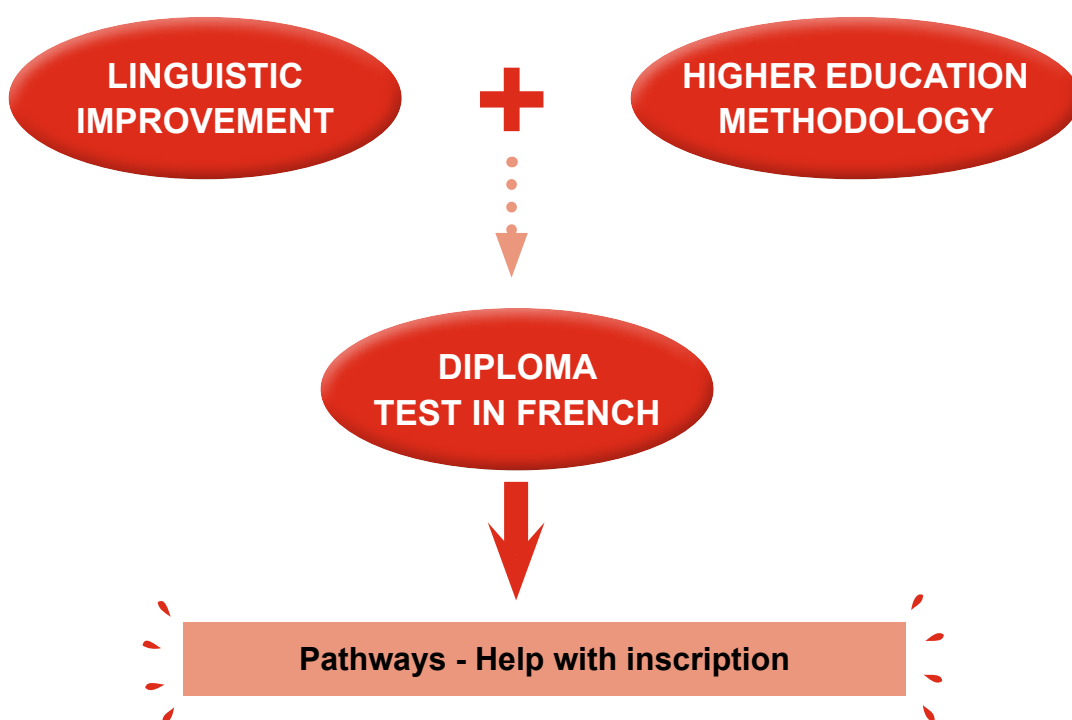 LINGUISTIC
IMPROVEMENT
+
HIGHER EDUCATION
METHODOLOGY
DIPLOMA
TEST IN FRENCH
Pathways - Help with inscription